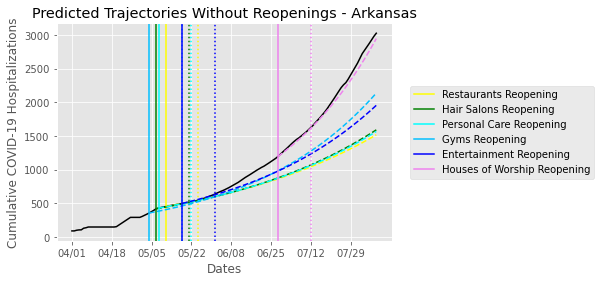 Predicted Trajectories Without Reopenings - Arkansas
Cumulative COVID-19 Hospitalizations
3000
2500
2000
1500
1000
500
0
04/01 04/18 05/05 05/22 06/08 06/25 07/12 07/29
Dates
Restaurants Reopening
Hair Salons Reopening
Personal Care Reopening
Gyms Reopening
Entertainment Reopening
Houses of Worship Reopening